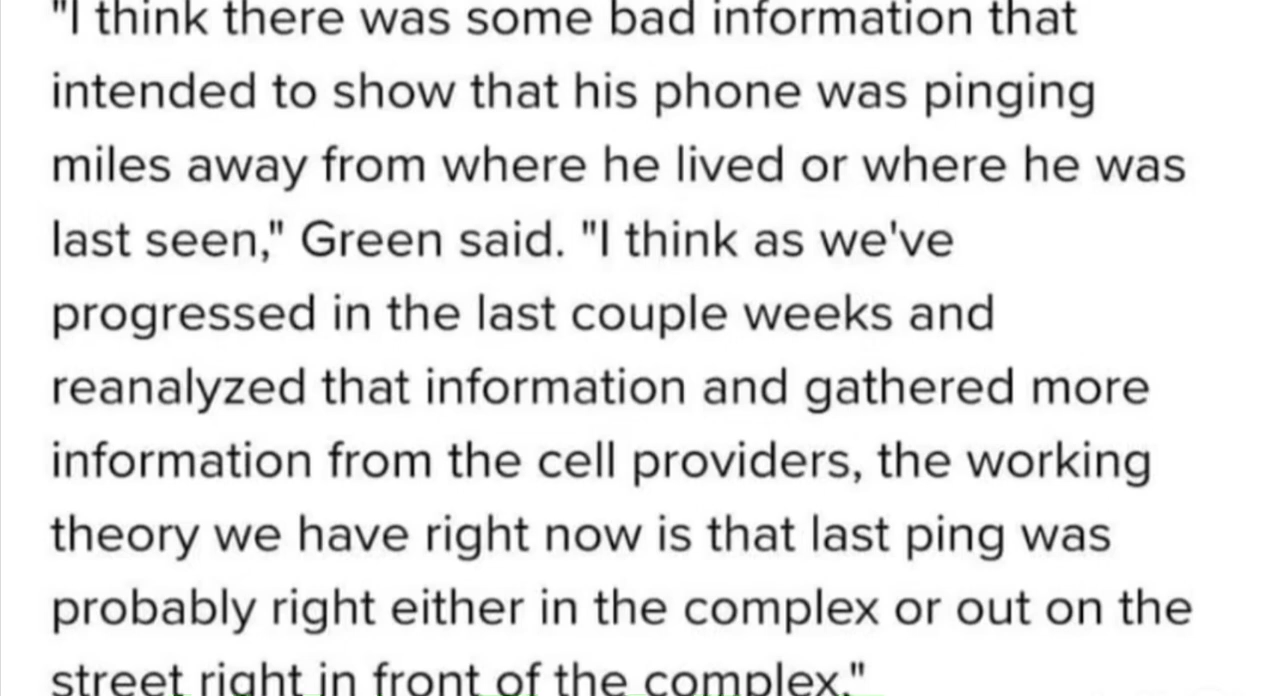 "I think there was some bad information that
intended to show that his phone was pinging
miles away from where he lived or where he was
last seen," Green said. "I think as we've
progressed in the last couple weeks and
reanalyzed that information and gathered more
information from the cell providers, the working
theory we have right now is that last ping was
probably right either in the complex or out on the
street right in front of the complex."